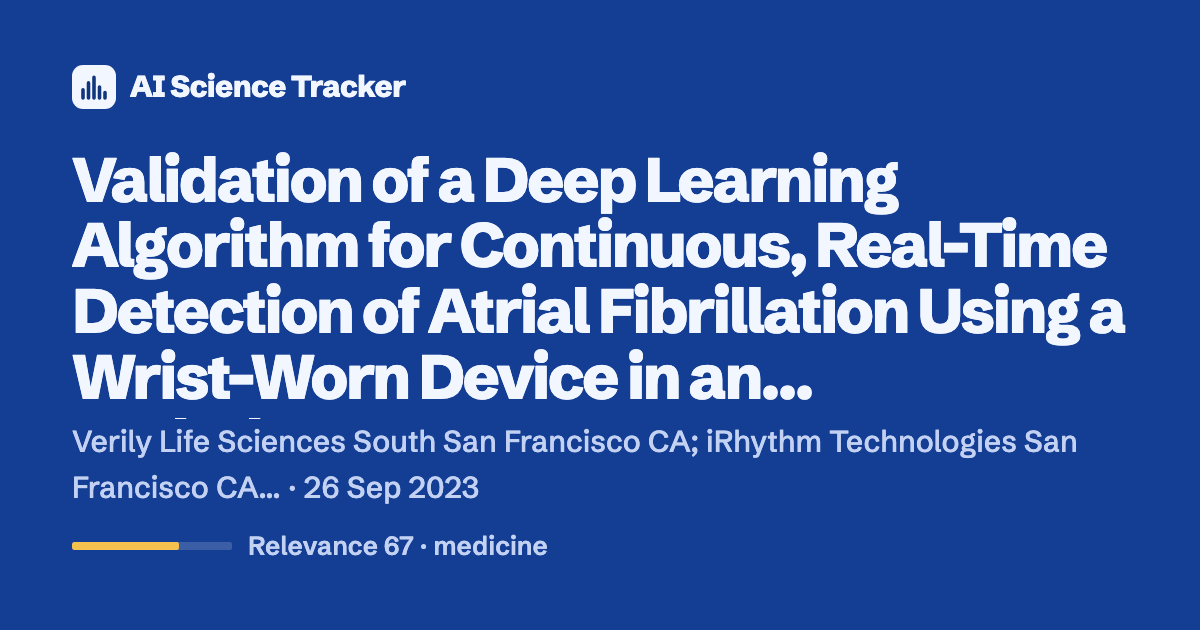 AI Science Tracker
Validation of a Deep Learning
Algorithm for Continuous, Real-Time
Detection of Atrial Fibrillation Using a
Wrist-Worn Device in an...
Verily Life Sciences South San Francisco CA; iRhythm Technologies San
Francisco CA... · 26 Sep 2023
Relevance 67 · medicine